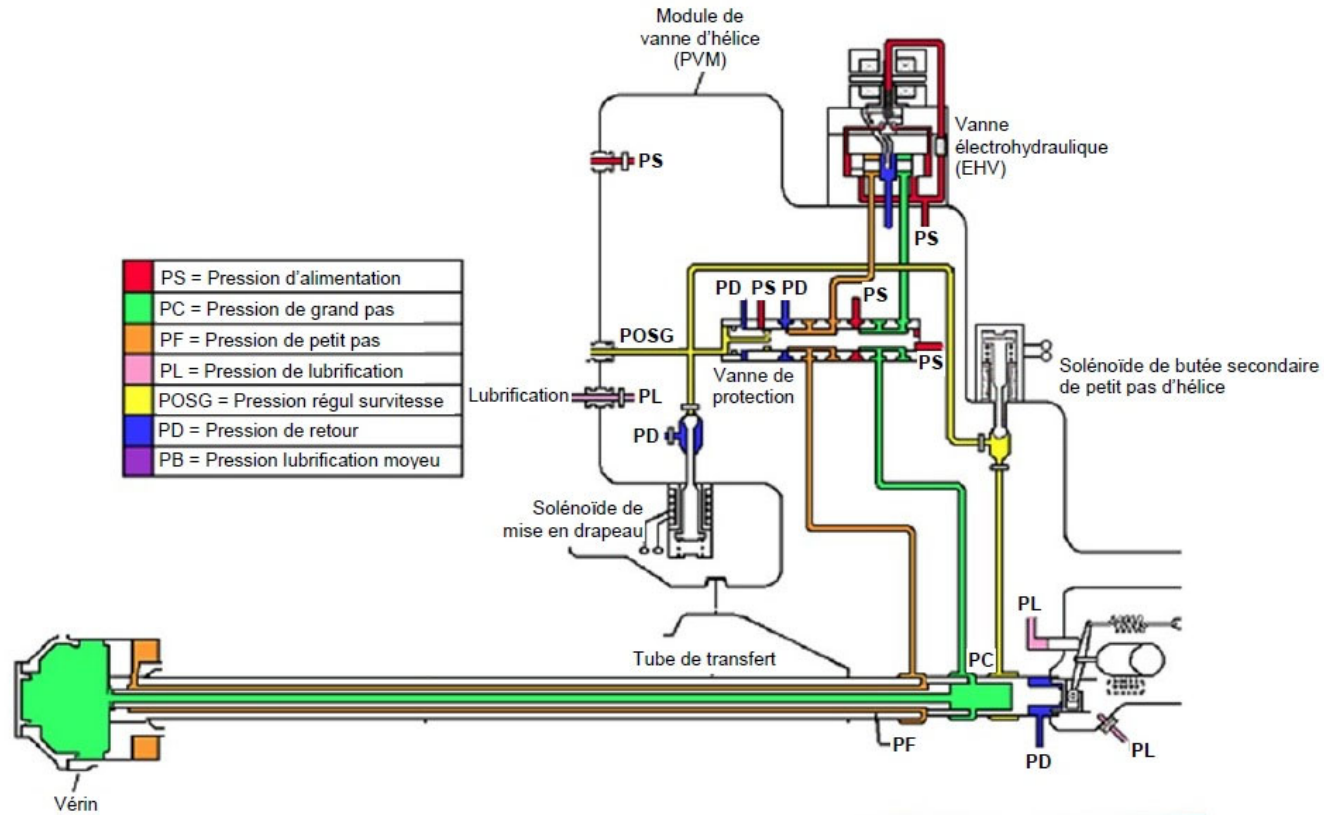 Module de
vanne d'hélice
(PVM)
Vanne
électrohydraulique
(EHV)
PS
PS
PS = Pression d'alimentation
PC = Pression de grand pas
PF = Pression de petit pas
PL = Pression de lubrification
POSG = Pression régul survitesse
PD = Pression de retour
PB = Pression lubrification moyeu
PD PS PD PS
POSG
PS
Vanne de
protection
Solénoïde de butée secondaire
de petit pas d'hélice
Lubrification
PL
PD
Solénoïde de
mise en drapeau
PL
Tube de transfert
PC
PF
PD
PL
Vérin